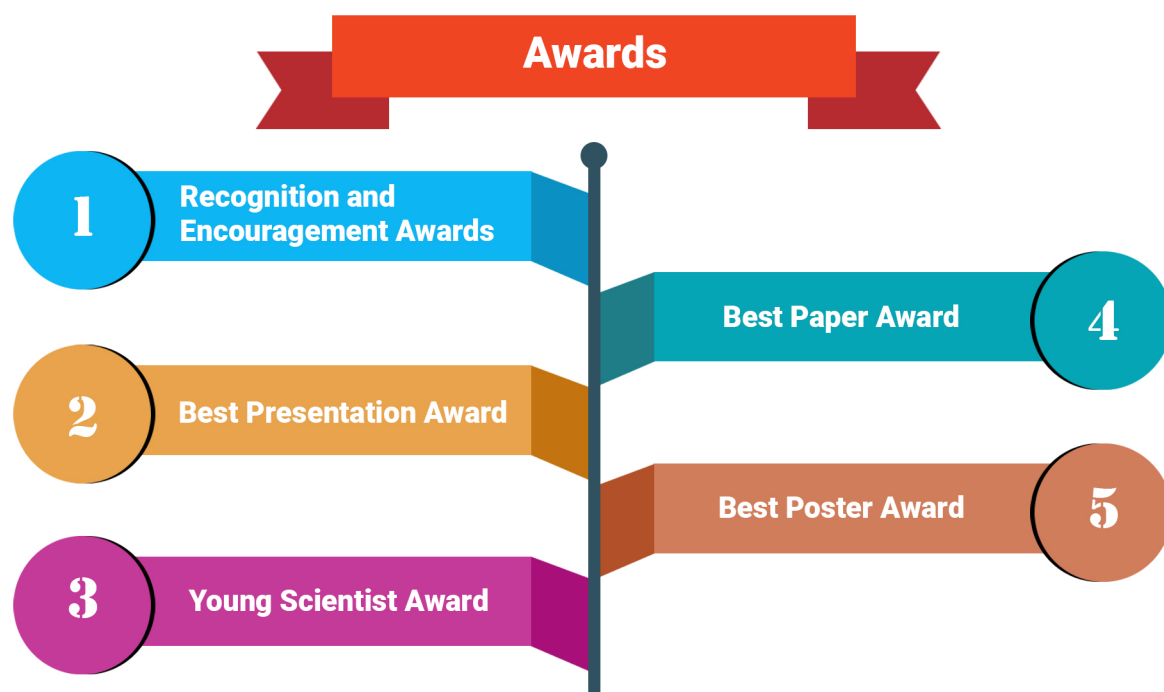 Awards
1
Recognition and
Encouragement Awards
2
Best Presentation Award
3
Young Scientist Award
4
Best Paper Award
5
Best Poster Award